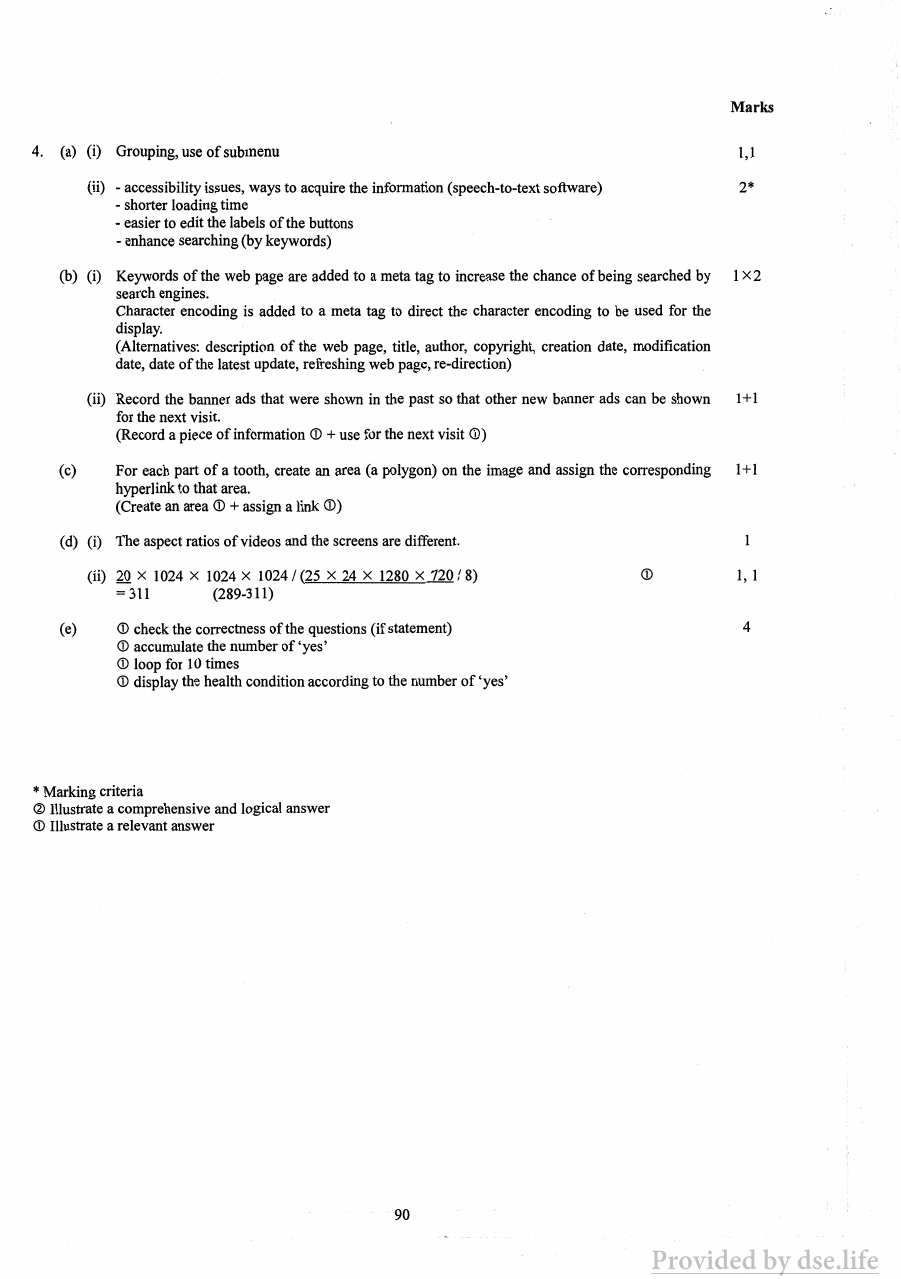 Marks
4. (a) (i) Grouping, use of submenu 1,1
(ii) - accessibility issues, ways to acquire the information (speech-to-text software) 2*
- shorter loading time
- easier to edit the labels of the buttons
- enhance searching (by keywords)
(b) (i) Keywords of the web page are added to a meta tag to increase the chance of being searched by 1×2
search engines.
Character encoding is added to a meta tag to direct the character encoding to be used for the
display.
(Alternatives: description of the web page, title, author, copyright, creation date, modification
date, date of the latest update, refreshing web page, re-direction)
(ii) Record the banner ads that were shown in the past so that other new banner ads can be shown 1+1
for the next visit.
(Record a piece of information ① + use for the next visit ①)
(c) For each part of a tooth, create an area (a polygon) on the image and assign the corresponding 1+1
hyperlink to that area.
(Create an area ① + assign a link ①)
(d) (i) The aspect ratios of videos and the screens are different. 1
(ii) 20 × 1024 × 1024 × 1024 / (25 × 24 × 1280 × 720 / 8) ① 1, 1
= 311 (289-311)
(e) ① check the correctness of the questions (if statement) 4
① accumulate the number of ‘yes’
① loop for 10 times
① display the health condition according to the number of ‘yes’
* Marking criteria
② Illustrate a comprehensive and logical answer
① Illustrate a relevant answer
90
Provided by dse.life